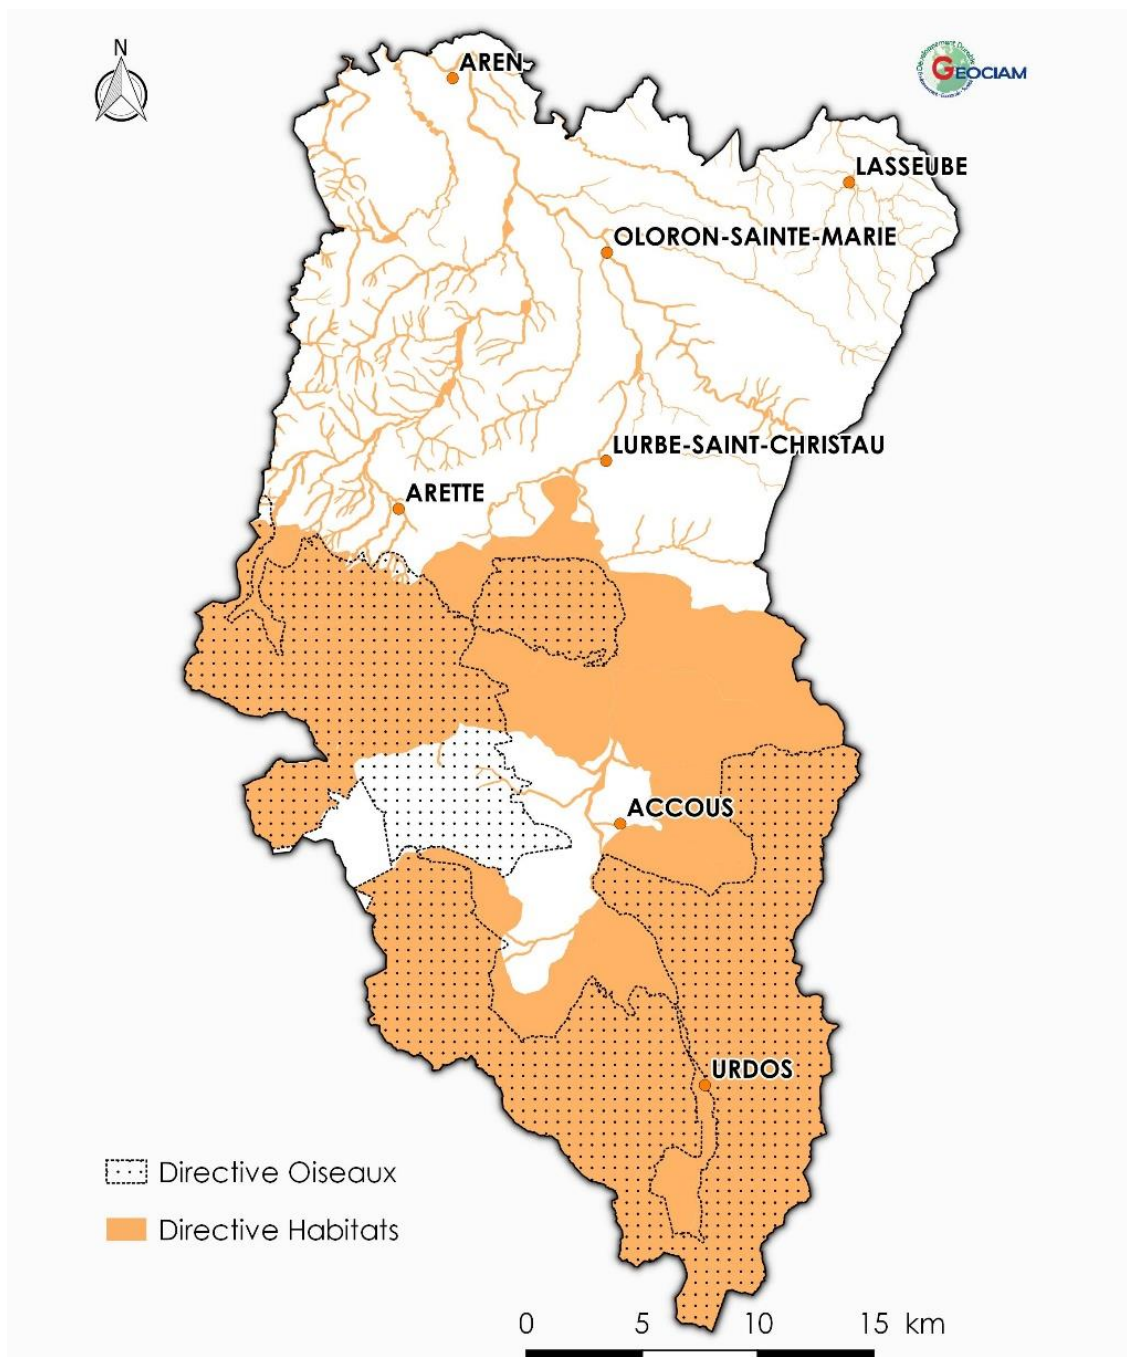 N
AREN
GEOCIAM
LASSEUBE
OLORON-SAINTE-MARIE
LURBE-SAINT-CHRISTAU
ARETTE
ACCOUS
URDOS
Directive Oiseaux
Directive Habitats
0 5 10 15 km